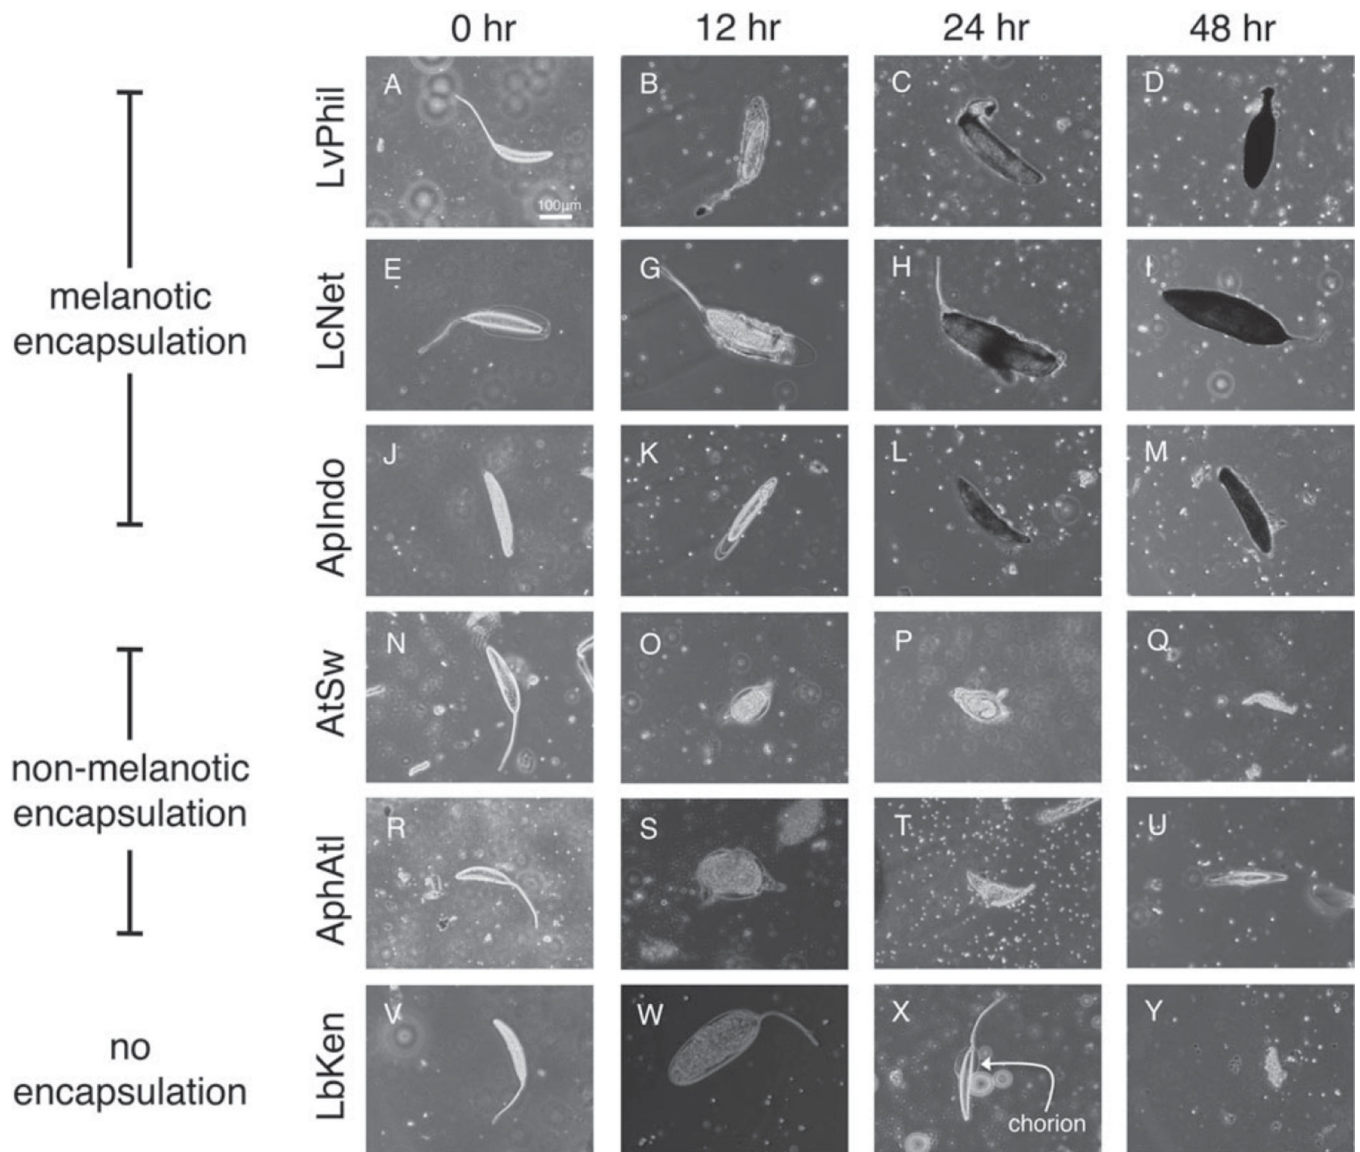 0 hr 12 hr 24 hr 48 hr
LvPhil
A B C D
100µm
LcNet
E G H I
melanotic
encapsulation
ApIndo
J K L M
AtSw
N O P Q
non-melanotic
encapsulation
AphAtl
R S T U
LbKen
V W X Y
no
encapsulation
chorion